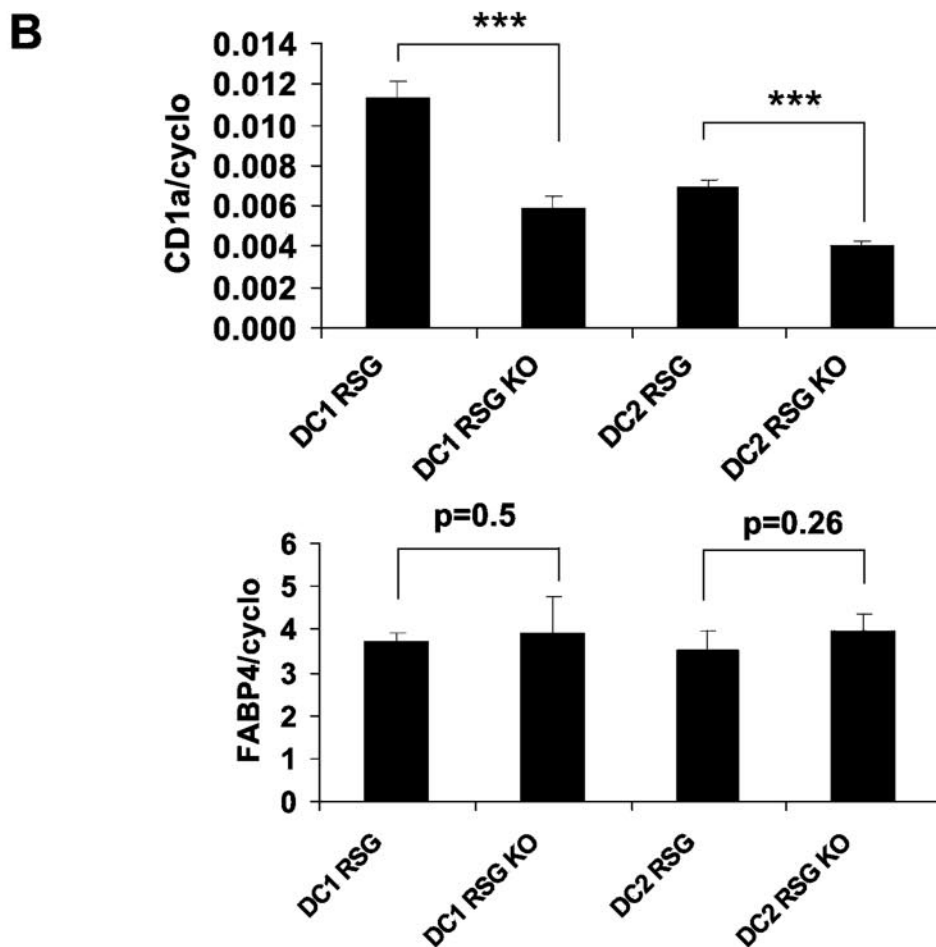 B
CD1a/cyclo
0.014
0.012
0.010
0.008
0.006
0.004
0.002
0.000
***
***
DC1 RSG
DC1 RSG KO
DC2 RSG
DC2 RSG KO
FABP4/cyclo
6
5
4
3
2
1
0
p=0.5
p=0.26
DC1 RSG
DC1 RSG KO
DC2 RSG
DC2 RSG KO